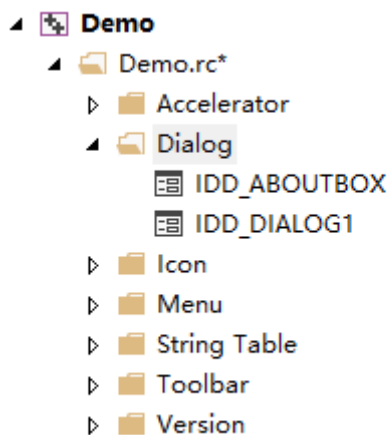 Demo
Demo.rc*
Accelerator
Dialog
IDD_ABOUTBOX
IDD_DIALOG1
Icon
Menu
String Table
Toolbar
Version